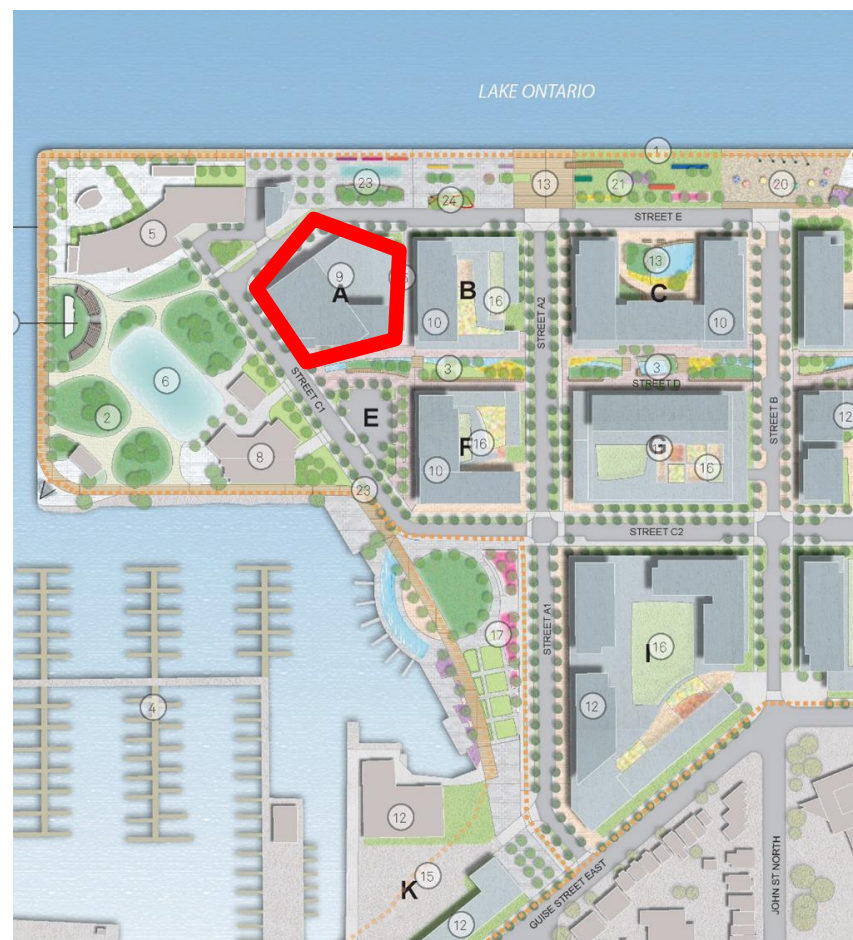 LAKE ONTARIO
1
23
13
21
20
24
STREET E
5
9
A
13
B
16
C
10
10
STREET A2
6
3
3
STREET D
STREET C1
2
E
F
16
G
16
12
STREET B
8
10
23
STREET C2
17
STREET A1
I
16
4
12
12
15
K
12
GUISE STREET EAST
JOHN ST NORTH